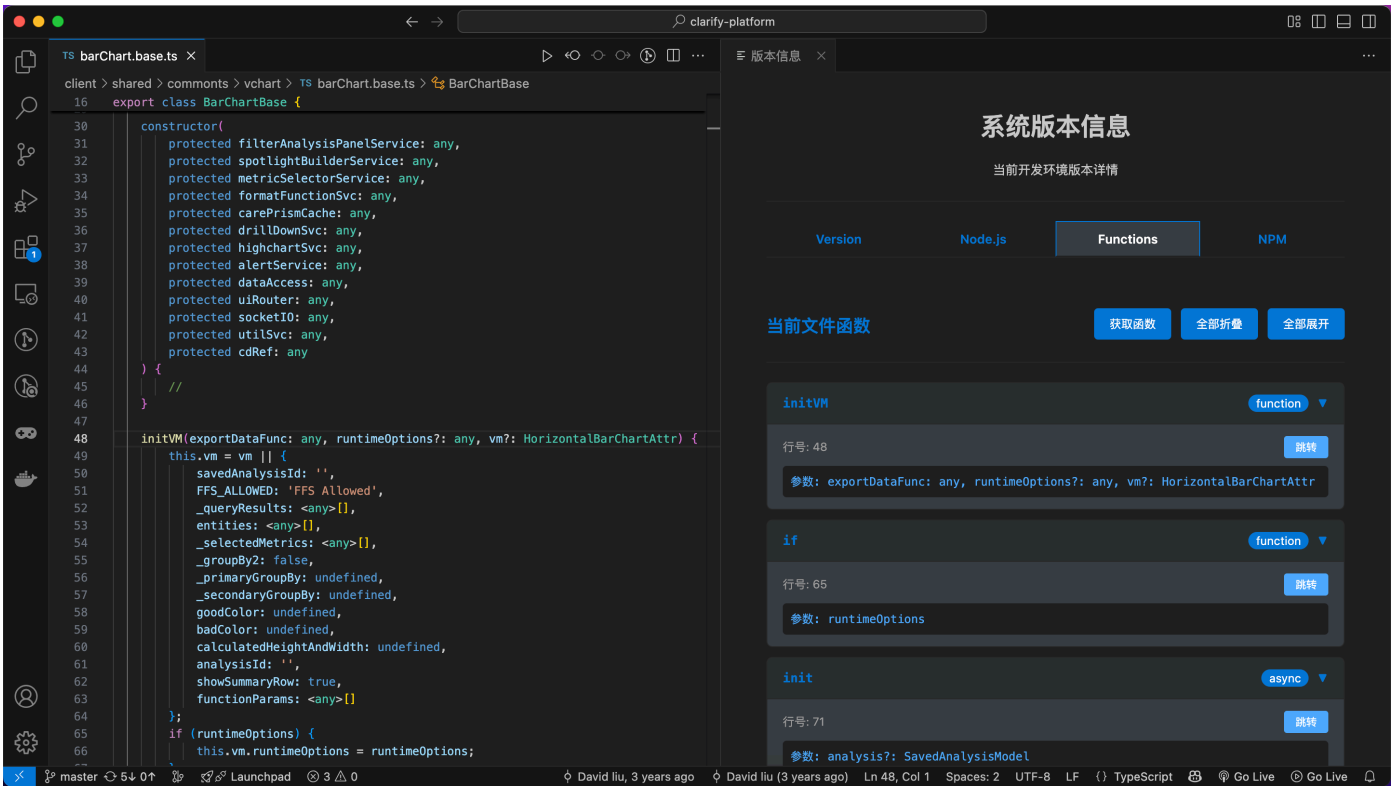 clarify-platform
TS barChart.base.ts
client > shared > commonts > vchart > TS barChart.base.ts > BarChartBase
16 export class BarChartBase {
30 constructor(
31 protected filterAnalysisPanelService: any,
32 protected spotlightBuilderService: any,
33 protected metricSelectorService: any,
34 protected formatFunctionSvc: any,
35 protected carePrismCache: any,
36 protected drillDownSvc: any,
37 protected highchartSvc: any,
38 protected alertService: any,
39 protected dataAccess: any,
40 protected uiRouter: any,
41 protected socketIO: any,
42 protected utilSvc: any,
43 protected cdRef: any
44 ) {
45 //
46 }
47
48 initVM(exportDataFunc: any, runtimeOptions?: any, vm?: HorizontalBarChartAttr) {
49 this.vm = vm || {
50 savedAnalysisId: '',
51 FFS_ALLOWED: 'FFS Allowed',
52 _queryResults: <any>[],
53 entities: <any>[],
54 _selectedMetrics: <any>[],
55 _groupBy2: false,
56 _primaryGroupBy: undefined,
57 _secondaryGroupBy: undefined,
58 goodColor: undefined,
59 badColor: undefined,
60 calculatedHeightAndWidth: undefined,
61 analysisId: '',
62 showSummaryRow: true,
63 functionParams: <any>[]
64 };
65 if (runtimeOptions) {
66 this.vm.runtimeOptions = runtimeOptions;
版本信息
系统版本信息
当前开发环境版本详情
Version Node.js Functions NPM
当前文件函数 获取函数 全部折叠 全部展开
initVM function
行号: 48 跳转
参数: exportDataFunc: any, runtimeOptions?: any, vm?: HorizontalBarChartAttr
if function
行号: 65 跳转
参数: runtimeOptions
init async
行号: 71 跳转
参数: analysis?: SavedAnalysisModel
1
master 5↓ 0↑ Launchpad 3 0 David liu, 3 years ago David liu (3 years ago) Ln 48, Col 1 Spaces: 2 UTF-8 LF {} TypeScript Go Live Go Live